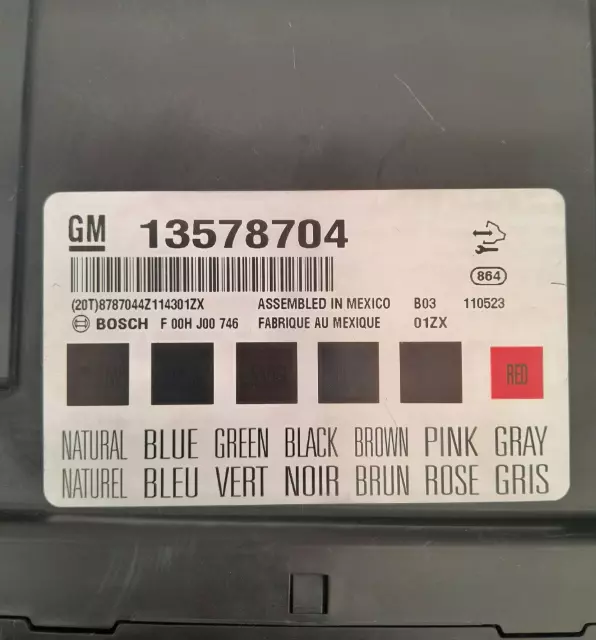 GM 13578704
864
(20T)8787044Z114301ZX ASSEMBLED IN MEXICO B03 110523
BOSCH F 00H J00 746 FABRIQUE AU MEXIQUE 01ZX
RED
NATURAL BLUE GREEN BLACK BROWN PINK GRAY
NATUREL BLEU VERT NOIR BRUN ROSE GRIS